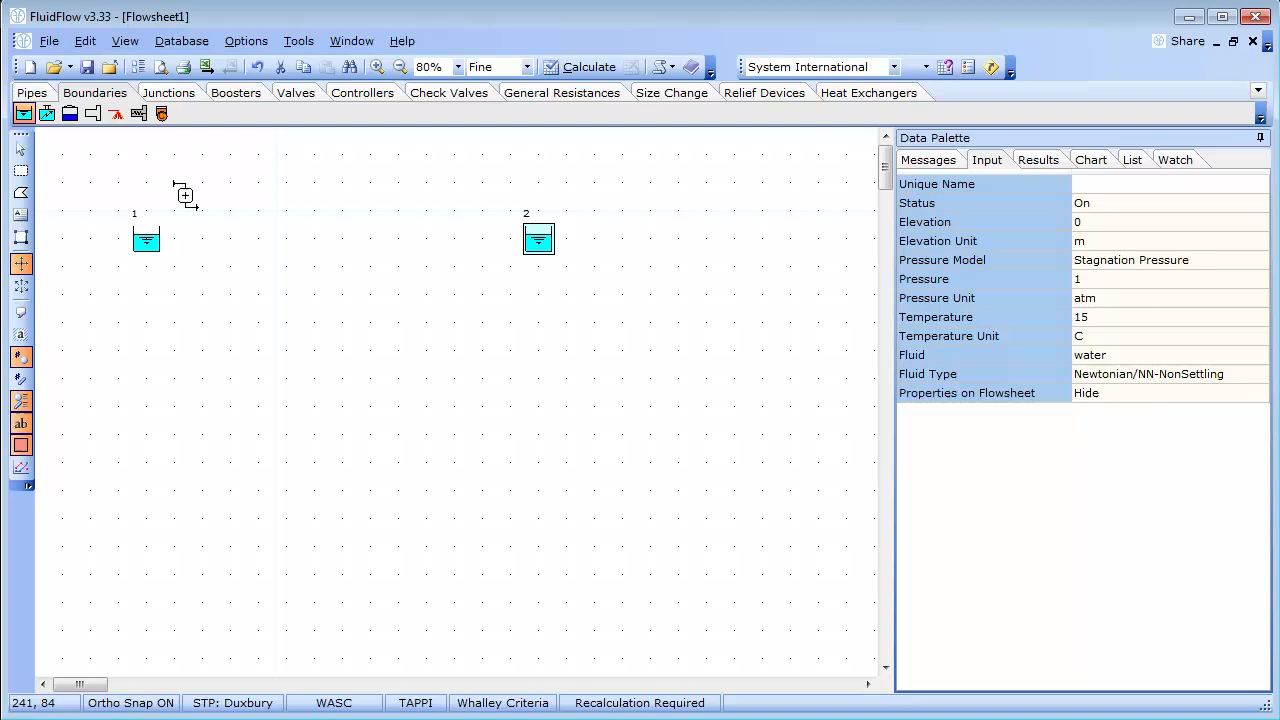 FluidFlow v3.33 - [Flowsheet1]
File Edit View Database Options Tools Window Help Share
80% Fine Calculate System International
Pipes Boundaries Junctions Boosters Valves Controllers Check Valves General Resistances Size Change Relief Devices Heat Exchangers
Data Palette
Messages Input Results Chart List Watch
Unique Name
Status On
Elevation 0
Elevation Unit m
Pressure Model Stagnation Pressure
Pressure 1
Pressure Unit atm
Temperature 15
Temperature Unit C
Fluid water
Fluid Type Newtonian/NN-NonSettling
Properties on Flowsheet Hide
1
2
a
ab
241, 84 Ortho Snap ON STP: Duxbury WASC TAPPI Whalley Criteria Recalculation Required